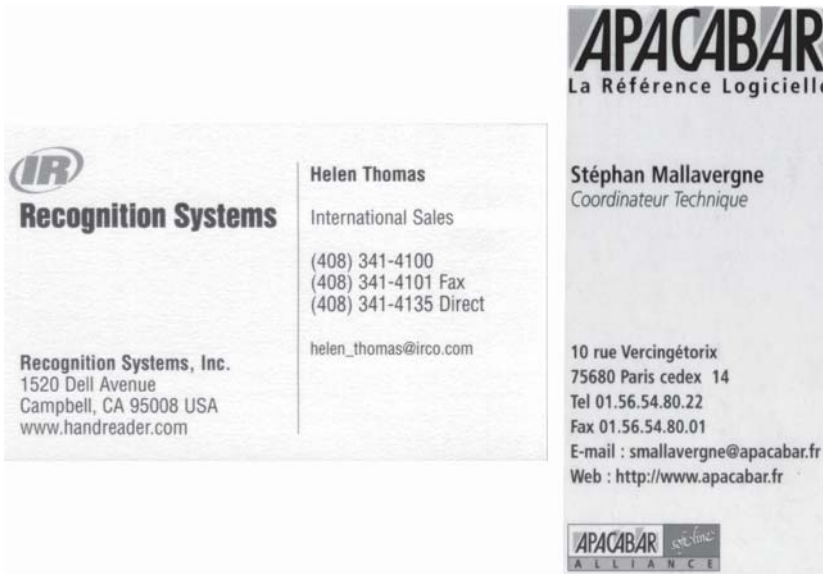 IR
Recognition Systems
Recognition Systems, Inc.
1520 Dell Avenue
Campbell, CA 95008 USA
www.handreader.com
Helen Thomas
International Sales
(408) 341-4100
(408) 341-4101 Fax
(408) 341-4135 Direct
helen_thomas@irco.com
APACABAR
La Référence Logicielle
Stéphan Mallavergne
Coordinateur Technique
10 rue Vercingétorix
75680 Paris cedex 14
Tel 01.56.54.80.22
Fax 01.56.54.80.01
E-mail : smallavergne@apacabar.fr
Web : http://www.apacabar.fr
APACABAR softline
ALLIANCE